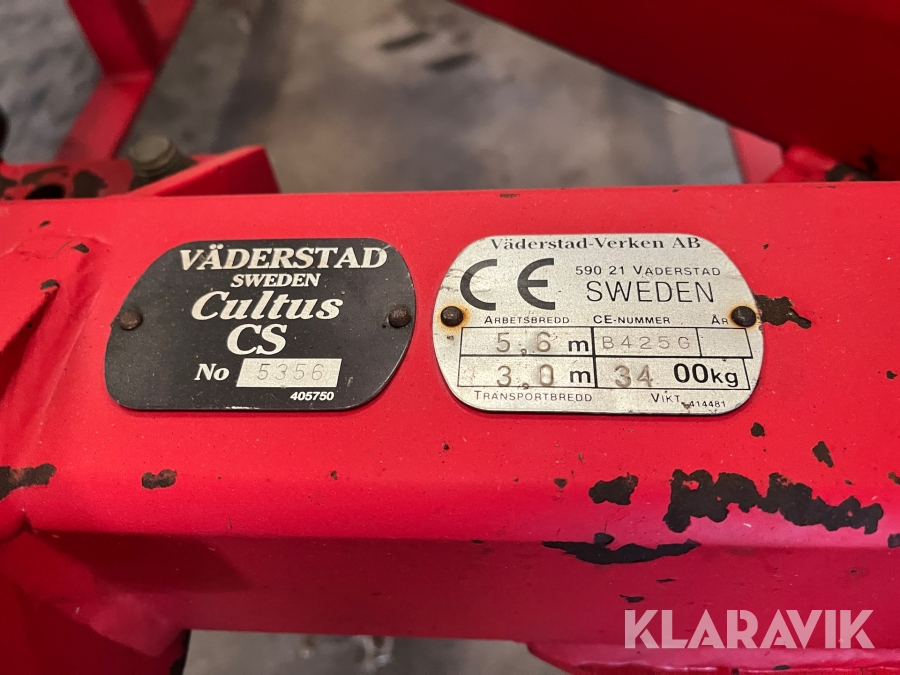 VÄDERSTAD
SWEDEN
Cultus
CS
No 5356
405750
Väderstad-Verken AB
CE 590 21 VÄDERSTAD
SWEDEN
ARBETSBREDD CE-NUMMER ÅR
5,6 m B425G
3,0 m 34 00kg
TRANSPORTBREDD VIKT 414481
KLARAVIK